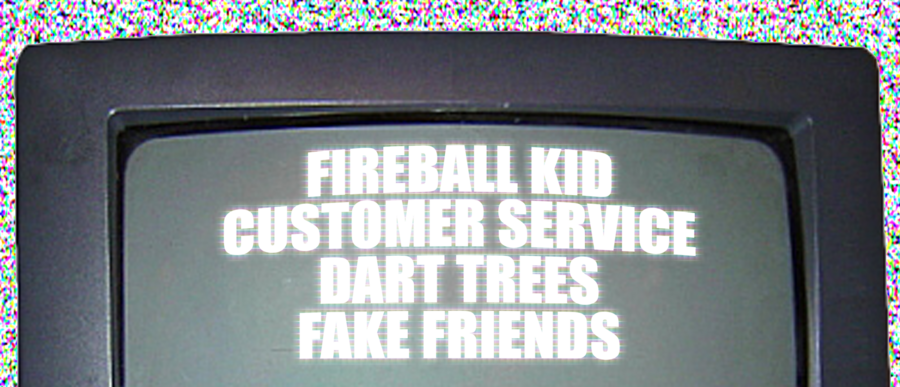 FIREBALL KID
CUSTOMER SERVICE
DART TREES
FAKE FRIENDS